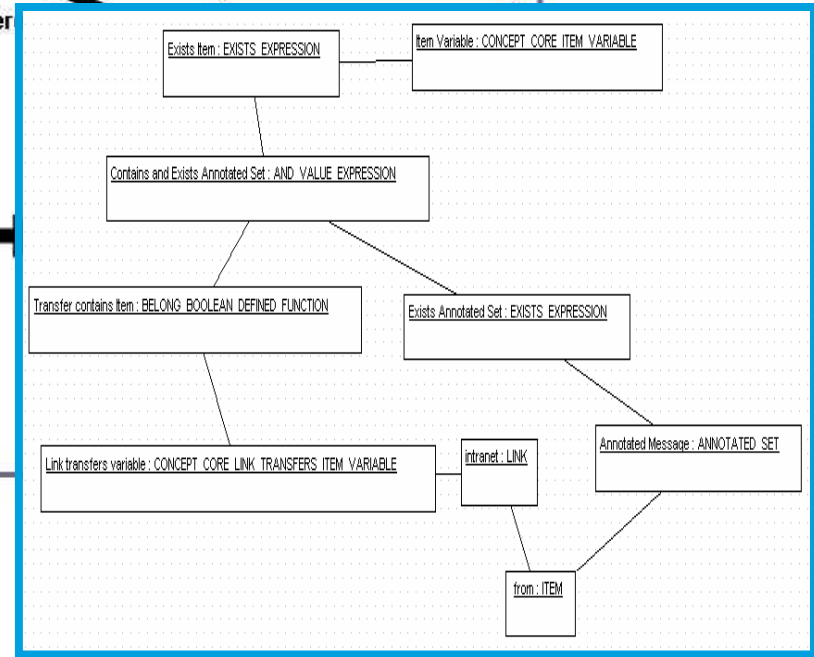 Exists Item : EXISTS_EXPRESSION
Item Variable : CONCEPT_CORE_ITEM_VARIABLE
Contains and Exists Annotated Set : AND_VALUE_EXPRESSION
Transfer contains Item : BELONG_BOOLEAN_DEFINED_FUNCTION
Exists Annotated Set : EXISTS_EXPRESSION
Link transfers variable : CONCEPT_CORE_LINK_TRANSFERS_ITEM_VARIABLE
intranet : LINK
Annotated Message : ANNOTATED_SET
from : ITEM